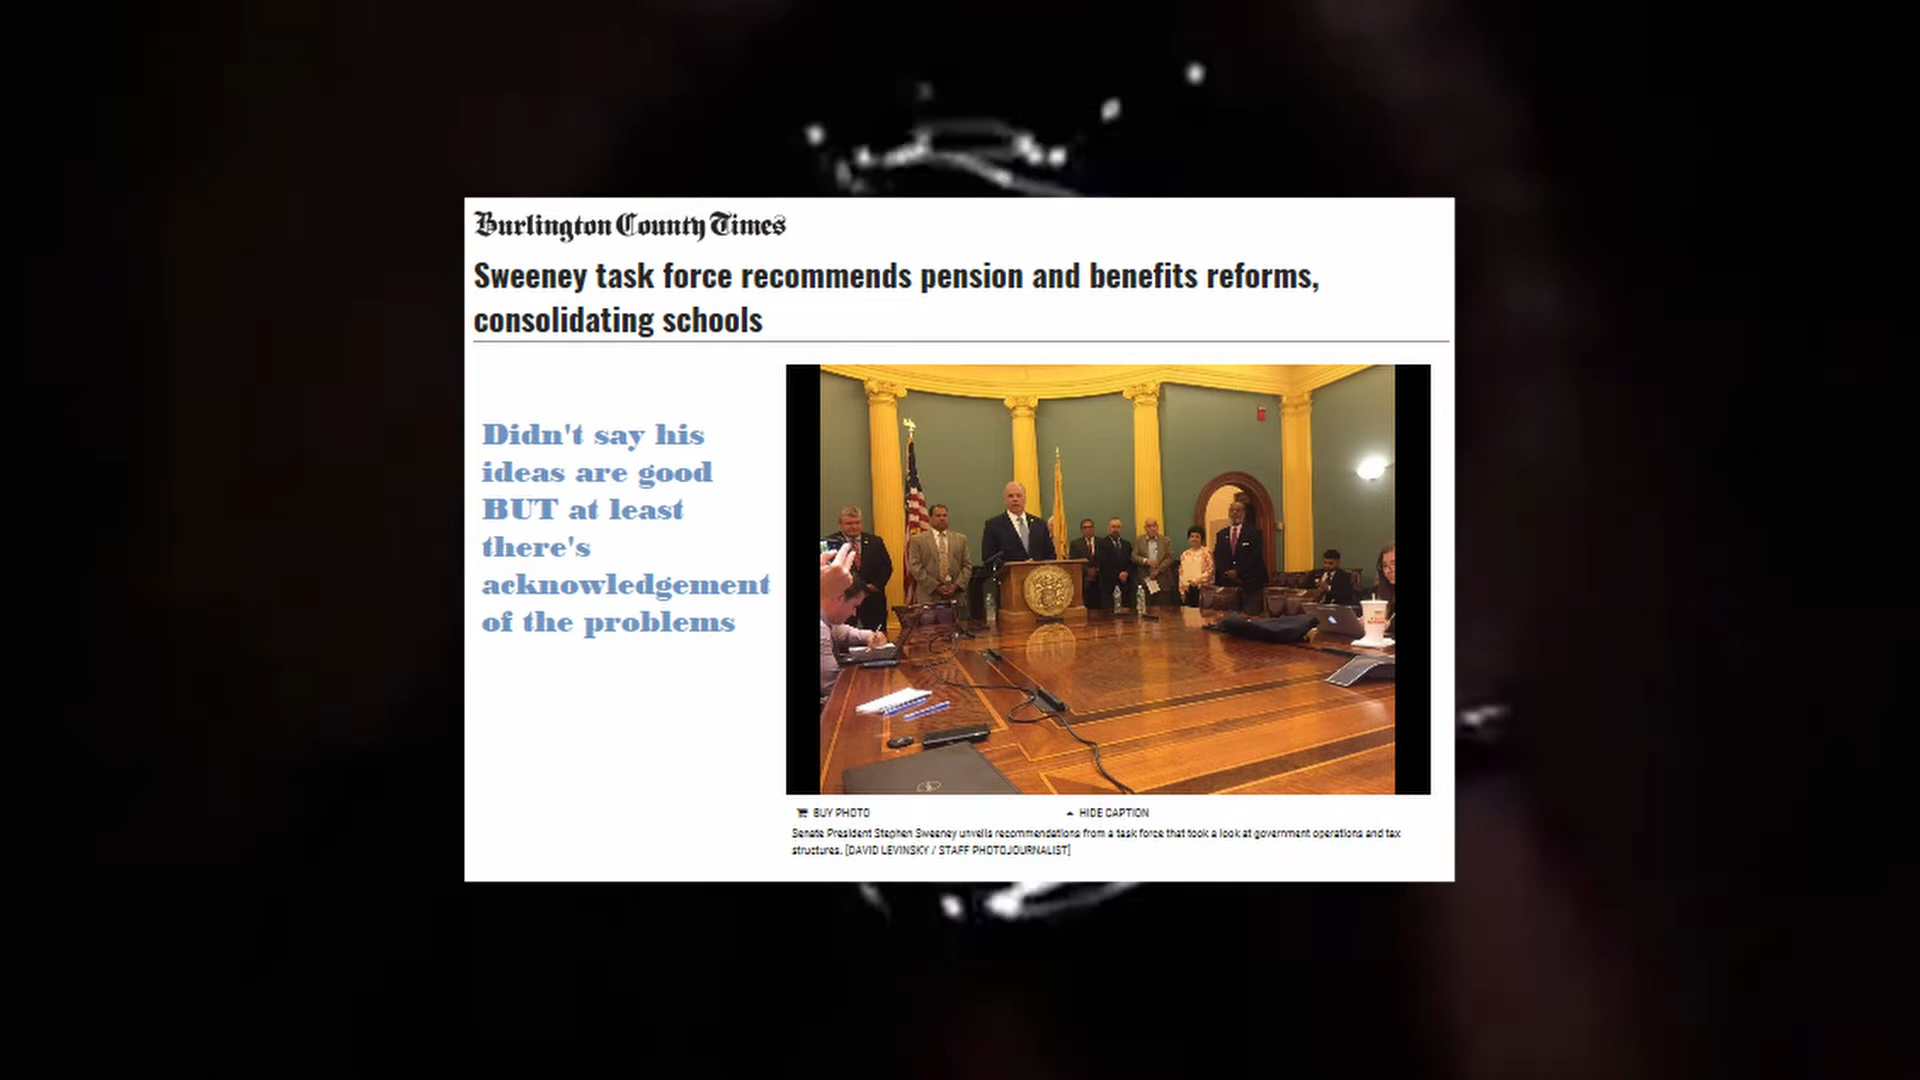 Burlington County Times
Sweeney task force recommends pension and benefits reforms,
consolidating schools
Didn't say his
ideas are good
BUT at least
there's
acknowledgement
of the problems
BUY PHOTO
HIDE CAPTION
Senate President Stephen Sweeney unveils recommendations from a task force that took a look at government operations and tax
structures. [DAVID LEVINSKY / STAFF PHOTOJOURNALIST]